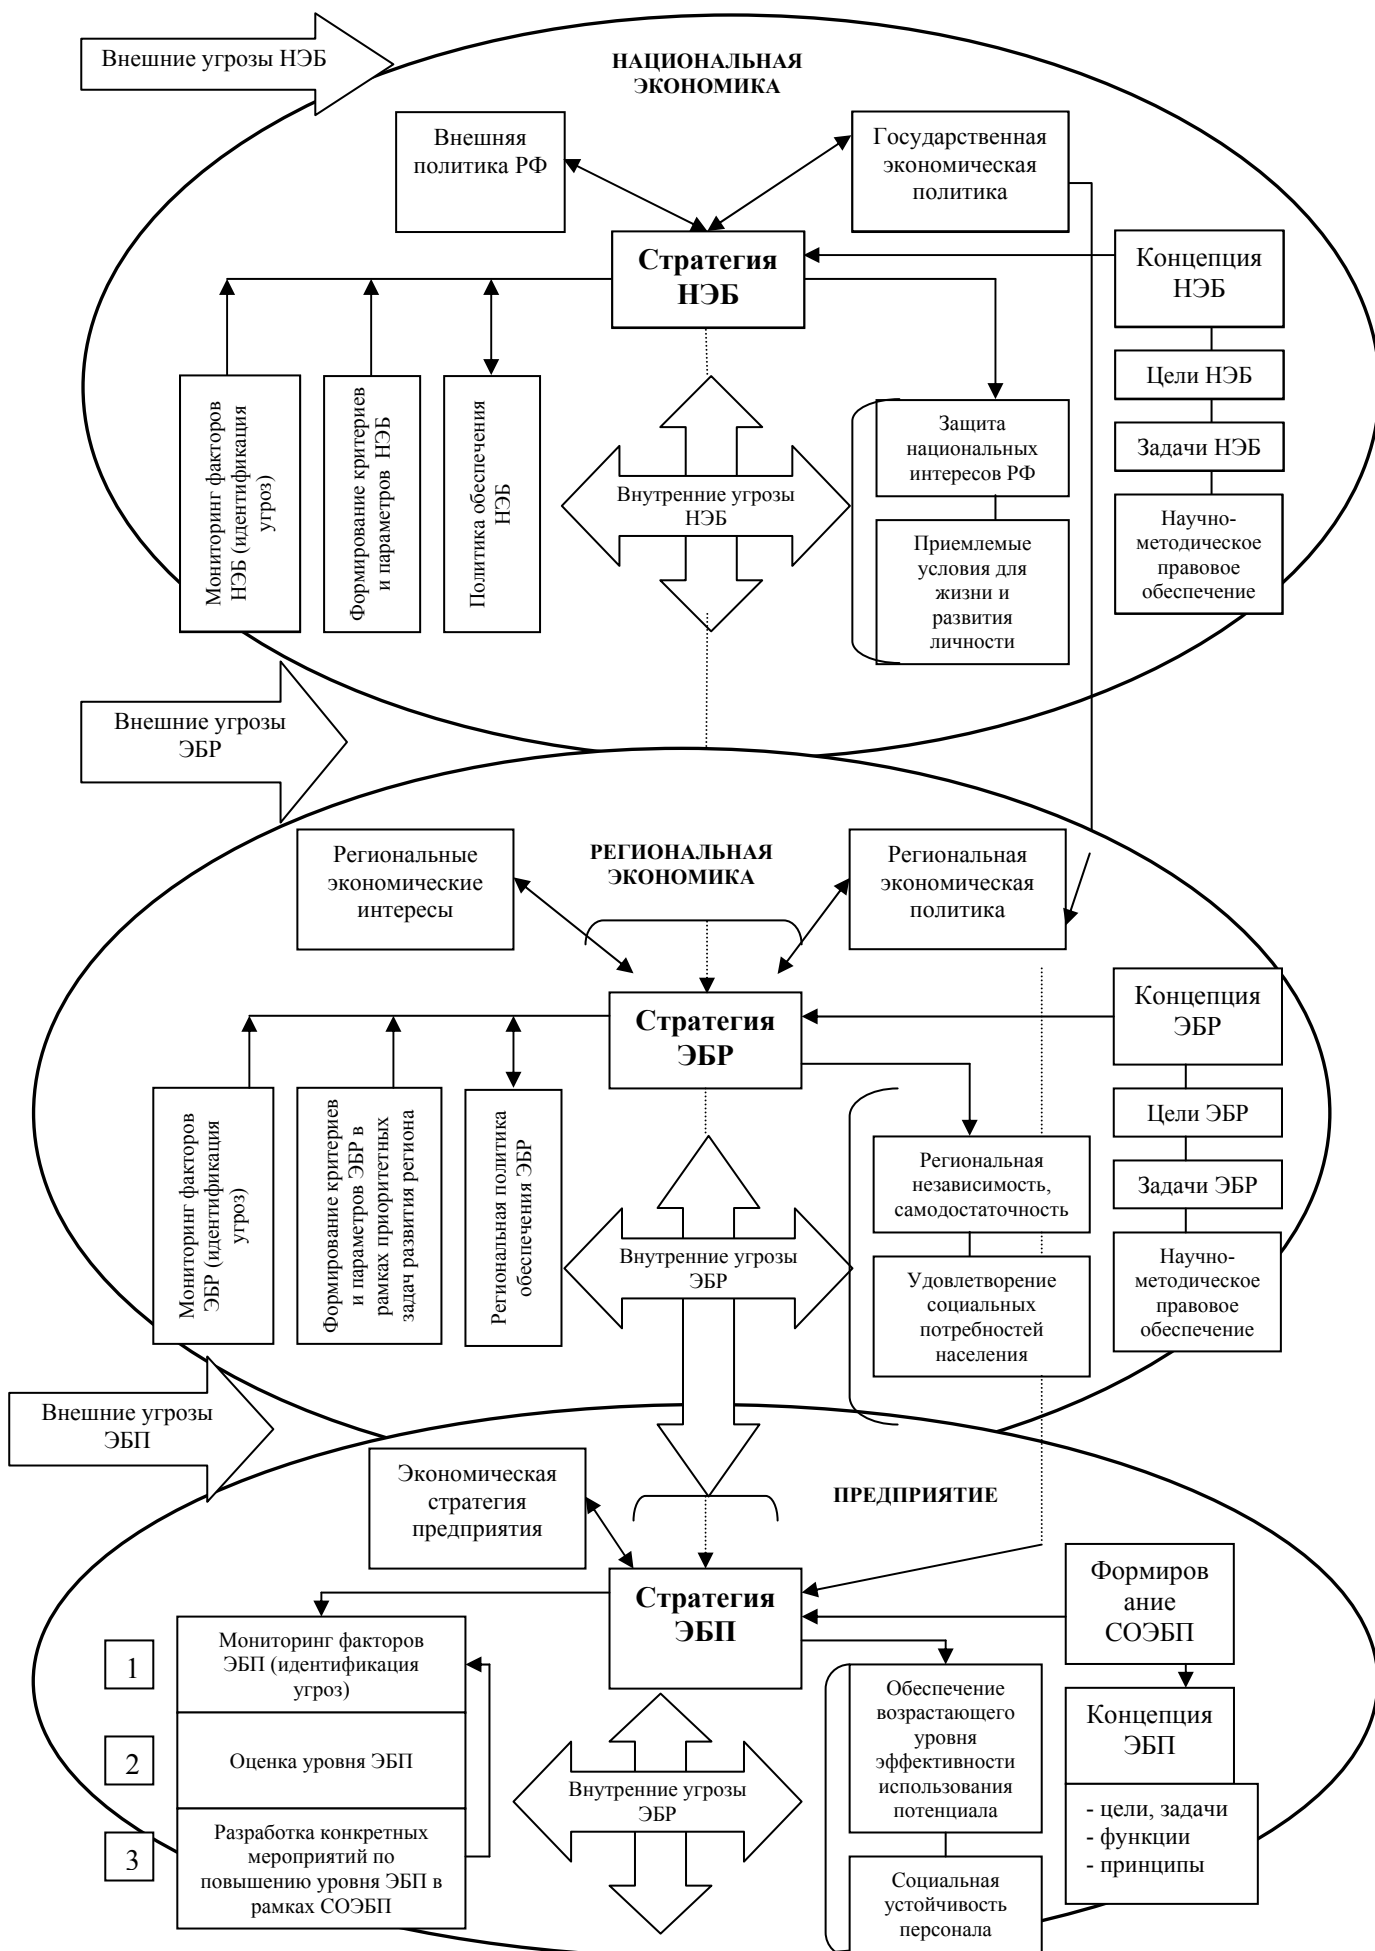 Внешние угрозы НЭБ
НАЦИОНАЛЬНАЯ
ЭКОНОМИКА
Внешняя
политика РФ
Государственная
экономическая
политика
Стратегия
НЭБ
Концепция
НЭБ
Цели НЭБ
Задачи НЭБ
Научно-
методическое
правовое
обеспечение
Мониторинг факторов
НЭБ (идентификация
угроз)
Формирование критериев
и параметров НЭБ
Политика обеспечения
НЭБ
Внутренние угрозы
НЭБ
Защита
национальных
интересов РФ
Приемлемые
условия для
жизни и
развития
личности
Внешние угрозы
ЭБР
Региональные
экономические
интересы
РЕГИОНАЛЬНАЯ
ЭКОНОМИКА
Региональная
экономическая
политика
Стратегия
ЭБР
Концепция
ЭБР
Цели ЭБР
Задачи ЭБР
Научно-
методическое
правовое
обеспечение
Мониторинг факторов
ЭБР (идентификация
угроз)
Формирование критериев
и параметров ЭБР в
рамках приоритетных
задач развития региона
Региональная политика
обеспечения ЭБР
Внутренние угрозы
ЭБР
Региональная
независимость,
самодостаточность
Удовлетворение
социальных
потребностей
населения
Внешние угрозы
ЭБП
Экономическая
стратегия
предприятия
ПРЕДПРИЯТИЕ
Стратегия
ЭБП
Формиров
ание
СОЭБП
Концепция
ЭБП
- цели, задачи
- функции
- принципы
1
Мониторинг факторов
ЭБП (идентификация
угроз)
2
Оценка уровня ЭБП
3
Разработка конкретных
мероприятий по
повышению уровня ЭБП в
рамках СОЭБП
Внутренние угрозы
ЭБР
Обеспечение
возрастающего
уровня
эффективности
использования
потенциала
Социальная
устойчивость
персонала